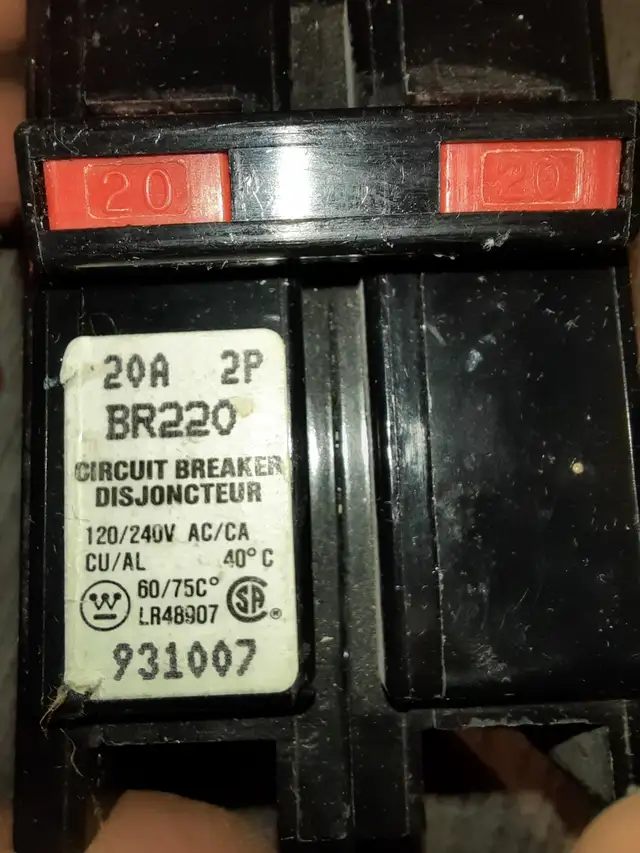 20 20
20A 2P
BR220
CIRCUIT BREAKER
DISJONCTEUR
120/240V AC/CA
CU/AL 40° C
W 60/75C° SA ®
LR48907
931007